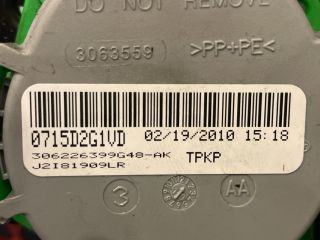 DO NOT REMOVE
3063559
>PP+PE<
0715D2G1VD 02/19/2010 15:18
306226399G48-AK TPKP
J2I81909LR
3
AA